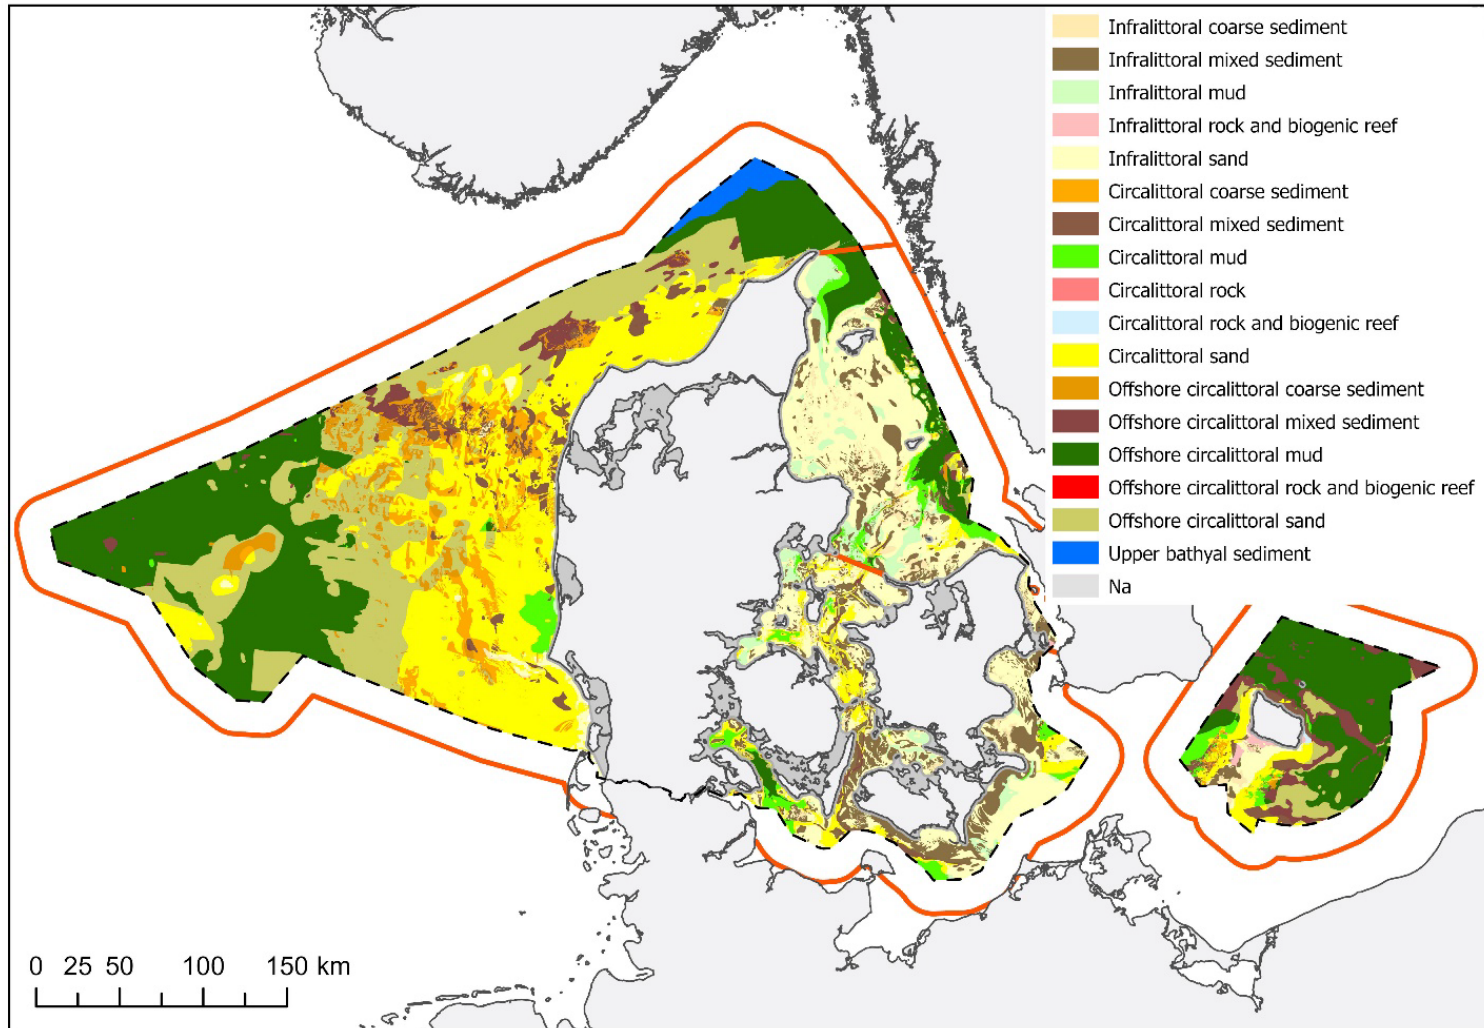 Infralittoral coarse sediment
Infralittoral mixed sediment
Infralittoral mud
Infralittoral rock and biogenic reef
Infralittoral sand
Circalittoral coarse sediment
Circalittoral mixed sediment
Circalittoral mud
Circalittoral rock
Circalittoral rock and biogenic reef
Circalittoral sand
Offshore circalittoral coarse sediment
Offshore circalittoral mixed sediment
Offshore circalittoral mud
Offshore circalittoral rock and biogenic reef
Offshore circalittoral sand
Upper bathyal sediment
Na
0 25 50 100 150 km